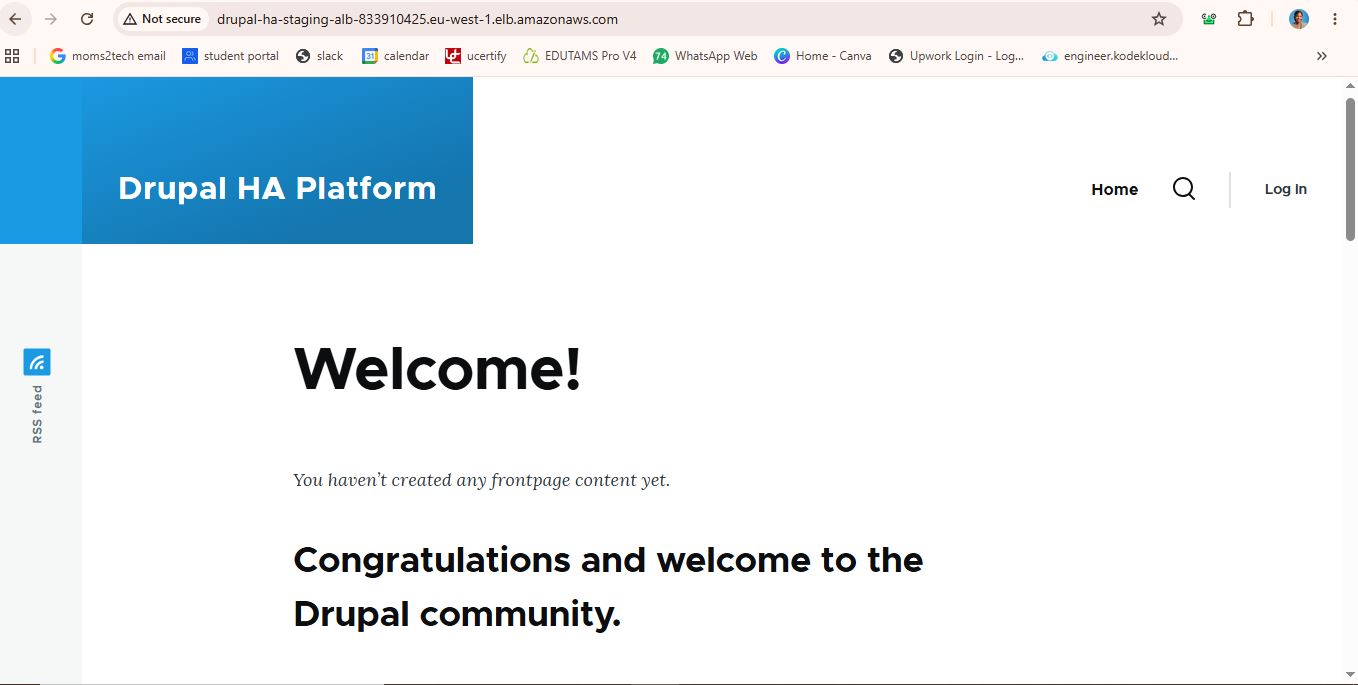 Not secure
drupal-ha-staging-alb-833910425.eu-west-1.elb.amazonaws.com
moms2tech email
student portal
slack
31
calendar
uc
ucertify
EDUTAMS Pro V4
74
WhatsApp Web
C
Home - Canva
Upwork Login - Log...
engineer.kodekloud...
Drupal HA Platform
Home
Log in
RSS feed
Welcome!
You haven’t created any frontpage content yet.
Congratulations and welcome to the
Drupal community.